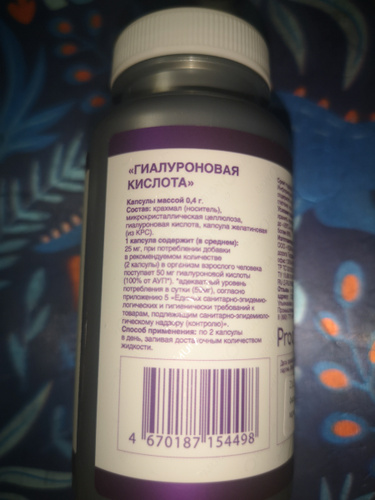 «ГИАЛУРОНОВАЯ
КИСЛОТА»
Капсулы массой 0,4 г.
Состав: крахмал (носитель),
микрокристаллическая целлюлоза,
гиалуроновая кислота, капсула желатиновая
(из КРС).
1 капсула содержит (в среднем):
25 мг, при потреблении добавки
в рекомендуемом количестве
(2 капсулы) в организм взрослого человека
поступает 50 мг гиалуроновой кислоты
(100% от АУП*). *адекватный уровень
потребления в сутки (50 мг), согласно
приложению 5 «Единых санитарно-эпидемио-
логических и гигиенических требований к
товарам, подлежащим санитарно-эпидемиоло-
гическому надзору (контролю)».
Способ применения: по 2 капсулы
в день, запивая достаточным количеством
жидкости.
4 670187 154498